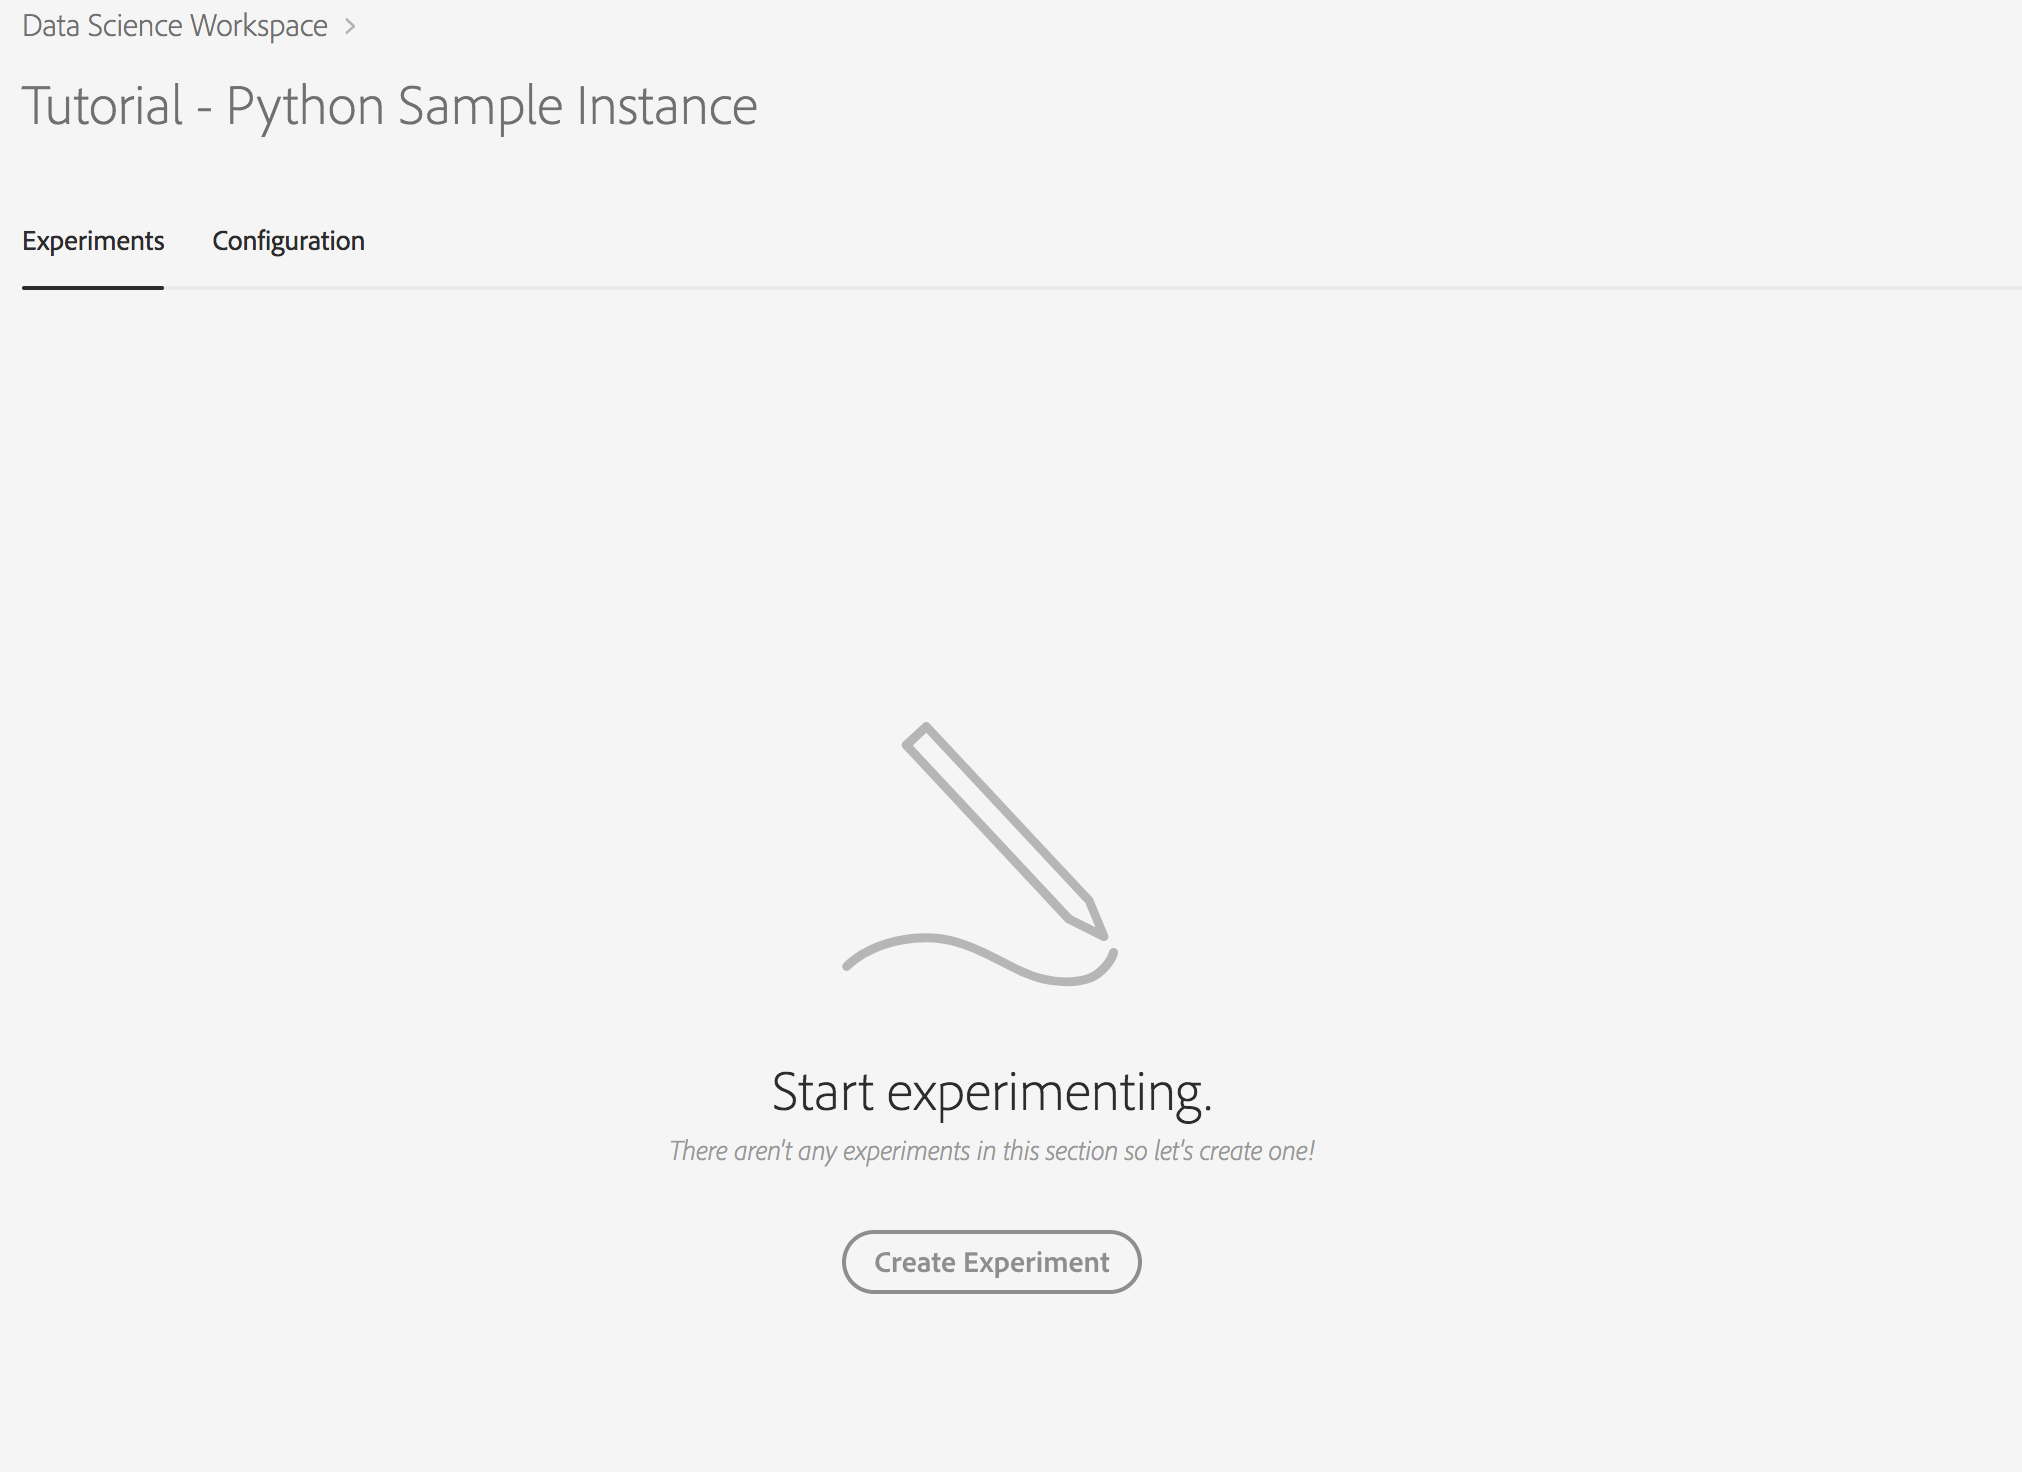 Data Science Workspace >
Tutorial - Python Sample Instance
Experiments Configuration
Start experimenting.
There aren't any experiments in this section so let's create one!
Create Experiment